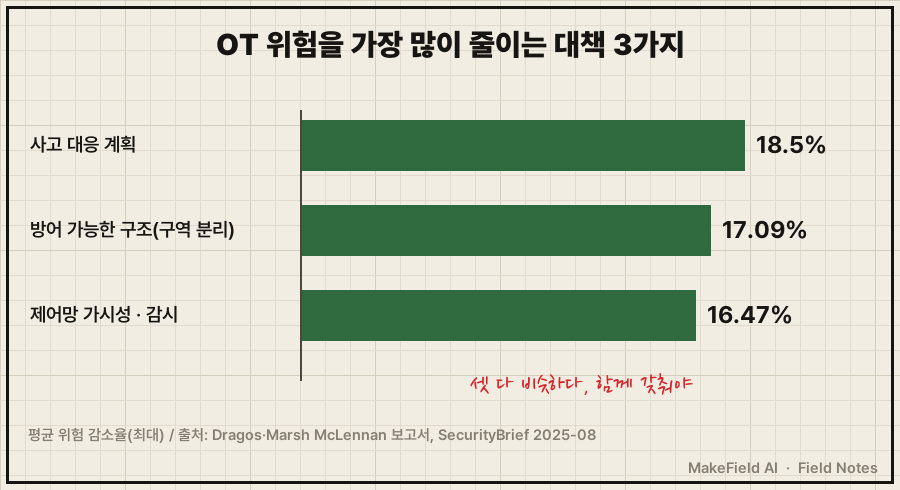 OT 위험을 가장 많이 줄이는 대책 3가지
사고 대응 계획
18.5%
방어 가능한 구조(구역 분리)
17.09%
제어망 가시성 · 감시
16.47%
셋 다 비슷하다, 함께 갖춰야
평균 위험 감소율(최대) / 출처: Dragos·Marsh McLennan 보고서, SecurityBrief 2025-08
MakeField AI · Field Notes